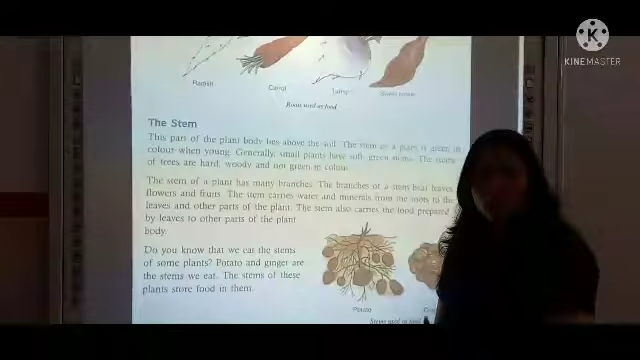 KINEMASTER
Radish
Carrot
Turnip
Sweet potato
Roots used as food
The Stem
This part of the plant body lies above the soil. The stem of a plant is green in
colour when young. Generally, small plants have soft green stems. The stems
of trees are hard, woody and not green in colour.
The stem of a plant has many branches. The branches of a stem bear leaves
flowers and fruits. The stem carries water and minerals from the roots to the
leaves and other parts of the plant. The stem also carries the food prepared
by leaves to other parts of the plant
body.
Do you know that we eat the stems
of some plants? Potato and ginger are
the stems we eat. The stems of these
plants store food in them.
Potato
Stems used as food